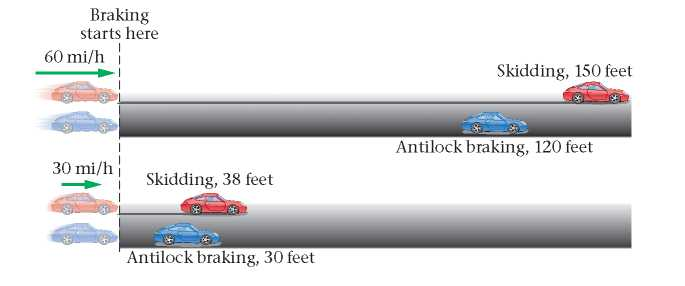 Braking
starts here
60 mi/h
Skidding, 150 feet
Antilock braking, 120 feet
30 mi/h
Skidding, 38 feet
Antilock braking, 30 feet